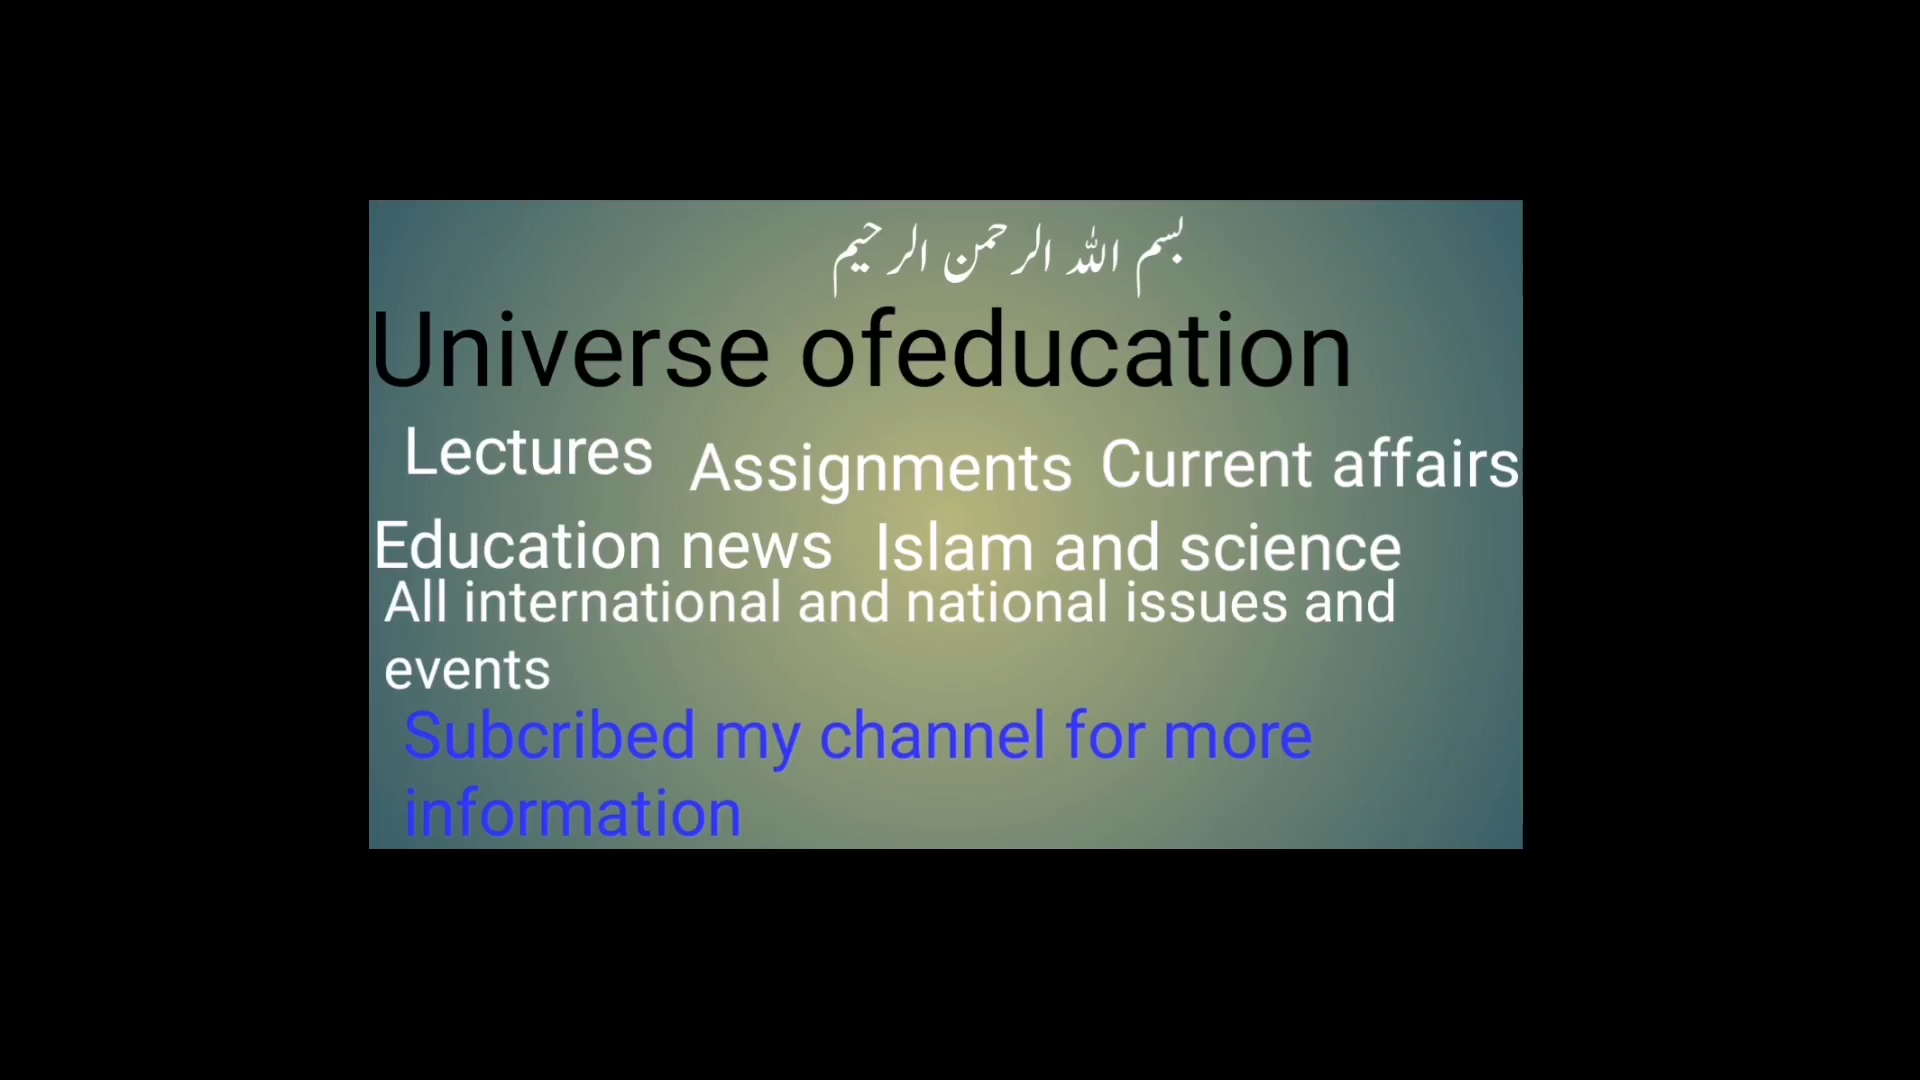 بسم اللہ الرحمن الرحیم
Universe ofeducation
Lectures Assignments Current affairs
Education news Islam and science
All international and national issues and
events
Subcribed my channel for more
information